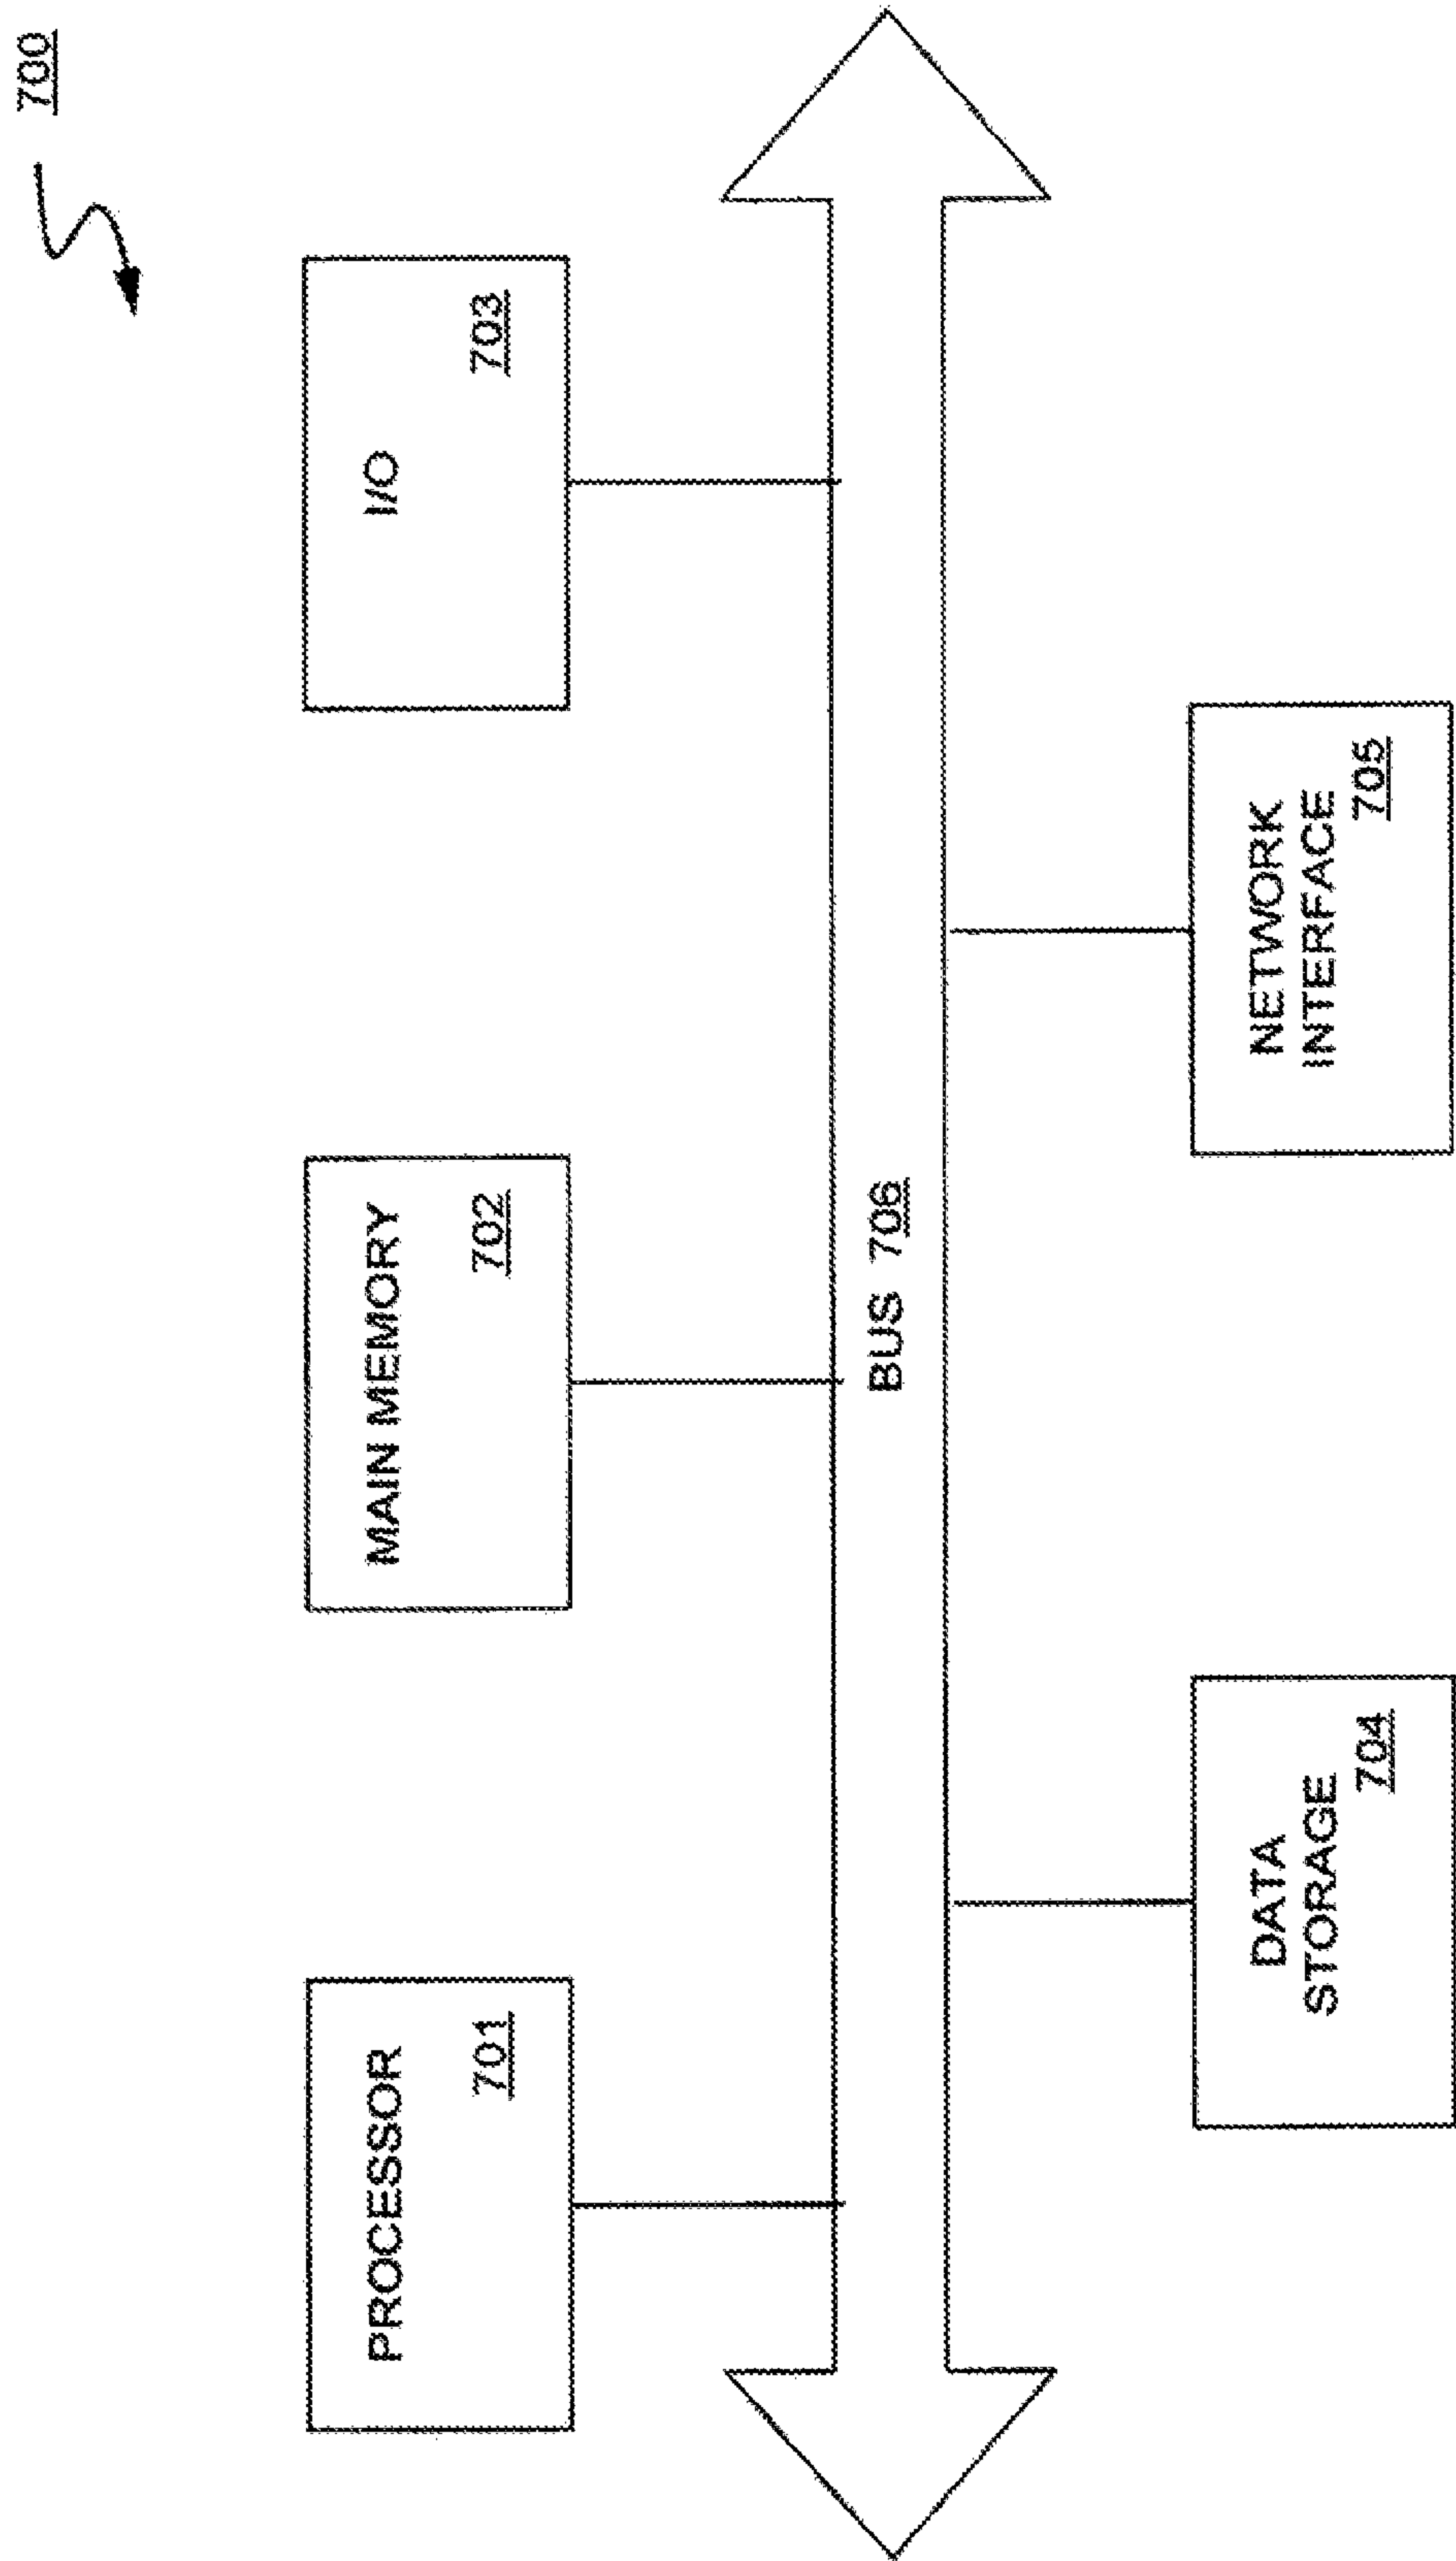 700
PROCESSOR
701
MAIN MEMORY
702
I/O
703
BUS 706
DATA
STORAGE
704
NETWORK
INTERFACE
705